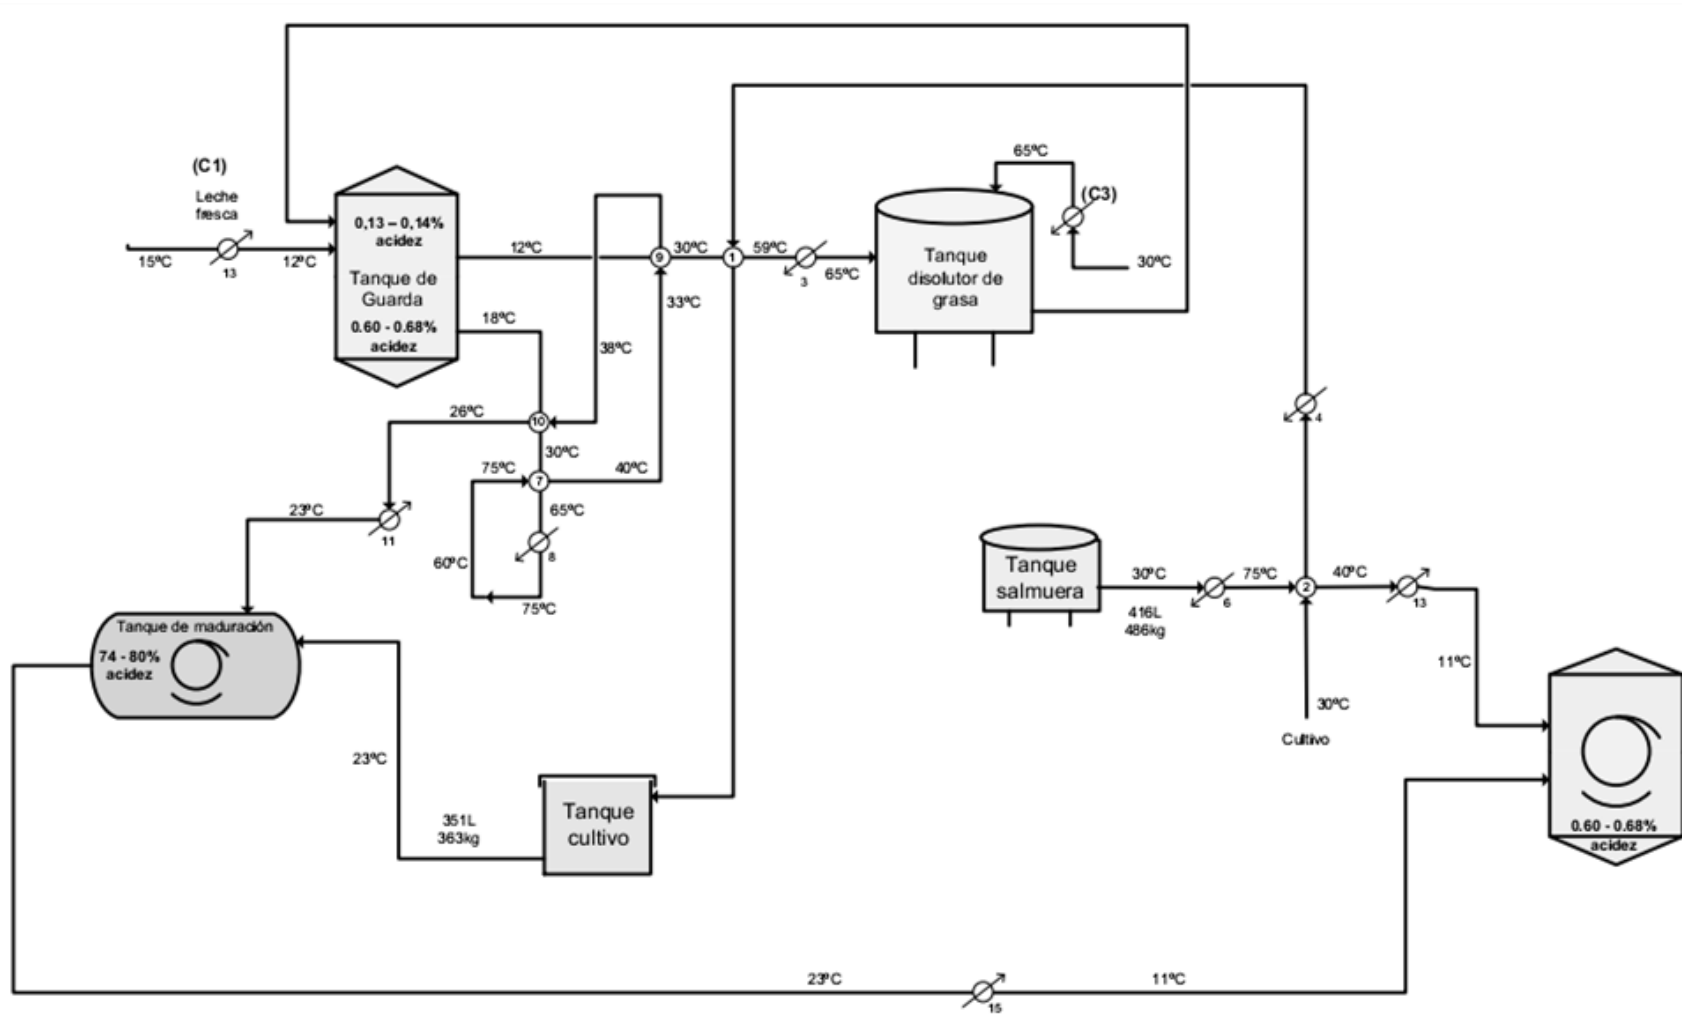 (C1)
Leche
fresca
15ºC
13
12ºC
0,13 – 0,14%
acidez
Tanque de
Guarda
0.60 - 0.68%
acidez
12ºC
18ºC
9
30ºC
1
59ºC
3
65ºC
33ºC
38ºC
65ºC
(C3)
30ºC
Tanque
disolutor de
grasa
26ºC
10
30ºC
75ºC
7
40ºC
65ºC
8
60ºC
75ºC
23ºC
11
4
Tanque
salmuera
30ºC
416L
486kg
6
75ºC
2
40ºC
13
11ºC
30ºC
Cultivo
Tanque de maduración
74 - 80%
acidez
23ºC
351L
363kg
Tanque
cultivo
0.60 - 0.68%
acidez
23ºC
15
11ºC